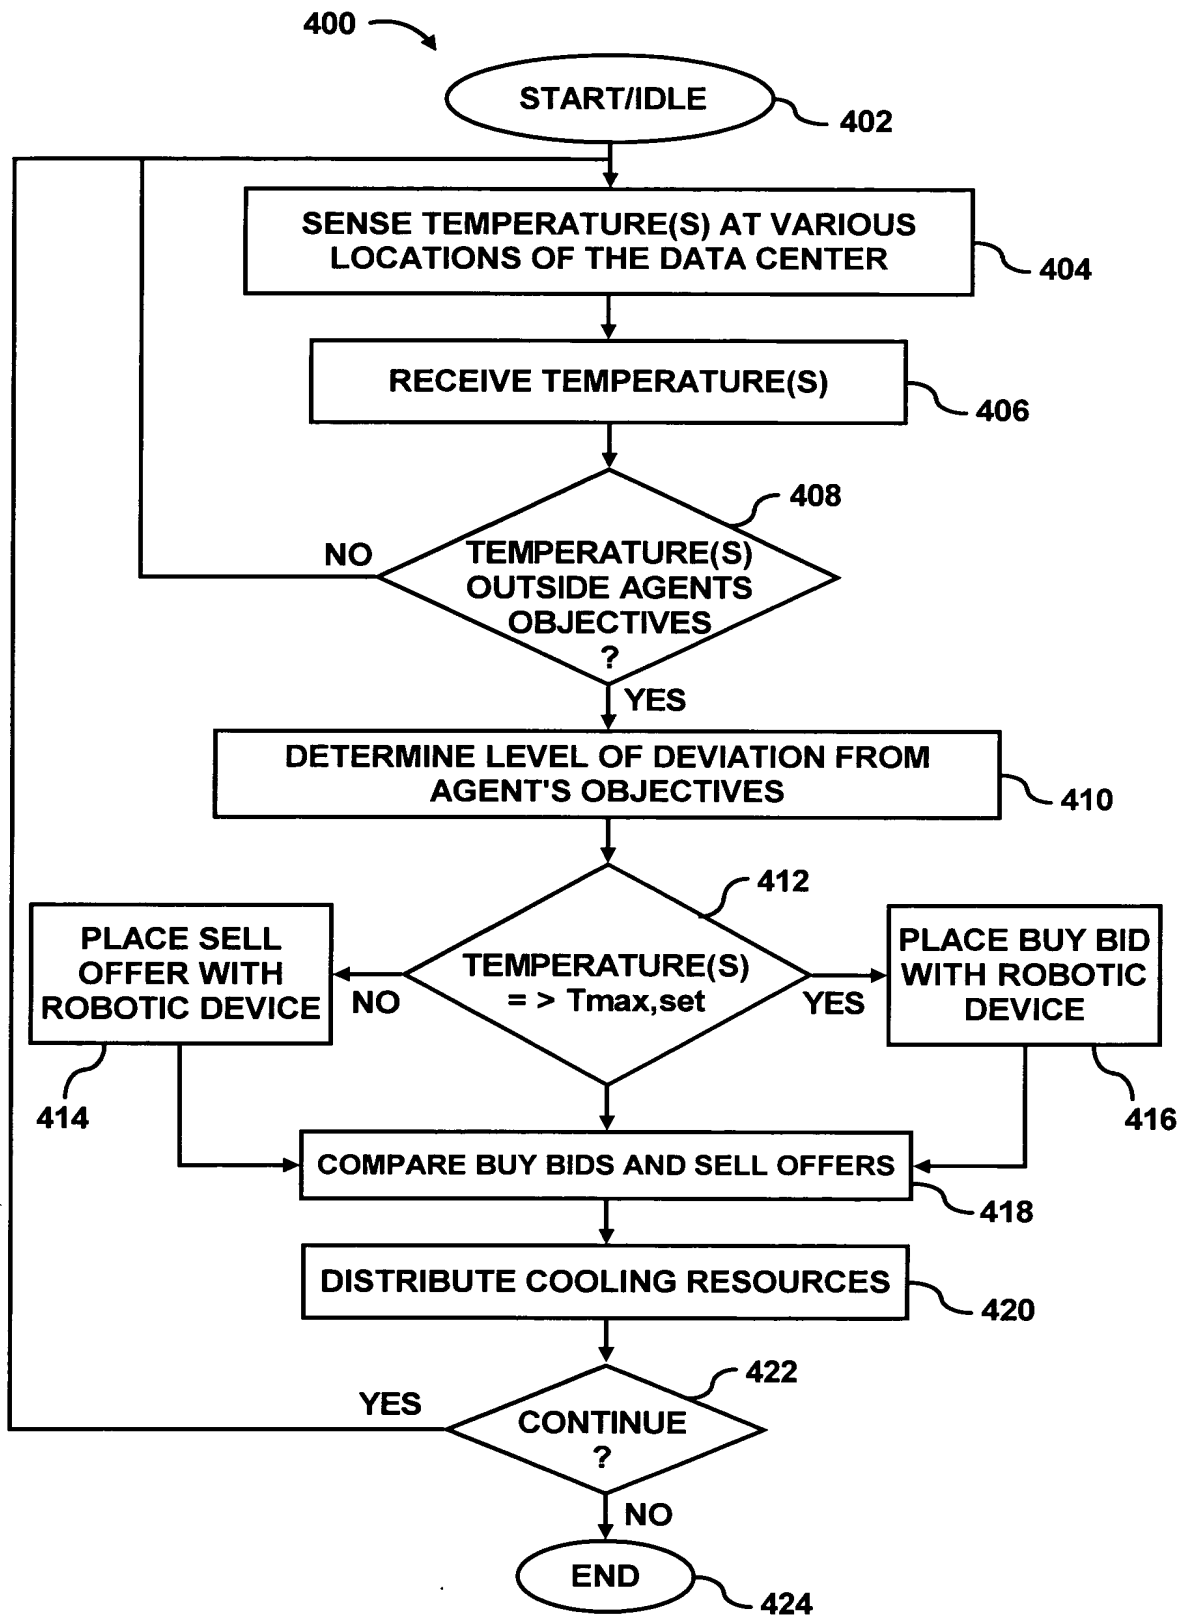 400
START/IDLE
402
SENSE TEMPERATURE(S) AT VARIOUS
LOCATIONS OF THE DATA CENTER
404
RECEIVE TEMPERATURE(S)
406
408
NO
TEMPERATURE(S)
OUTSIDE AGENTS
OBJECTIVES
?
YES
DETERMINE LEVEL OF DEVIATION FROM
AGENT'S OBJECTIVES
410
412
PLACE SELL
OFFER WITH
ROBOTIC DEVICE
414
NO
TEMPERATURE(S)
= > Tmax,set
YES
PLACE BUY BID
WITH ROBOTIC
DEVICE
416
COMPARE BUY BIDS AND SELL OFFERS
418
DISTRIBUTE COOLING RESOURCES
420
422
YES
CONTINUE
?
NO
END
424